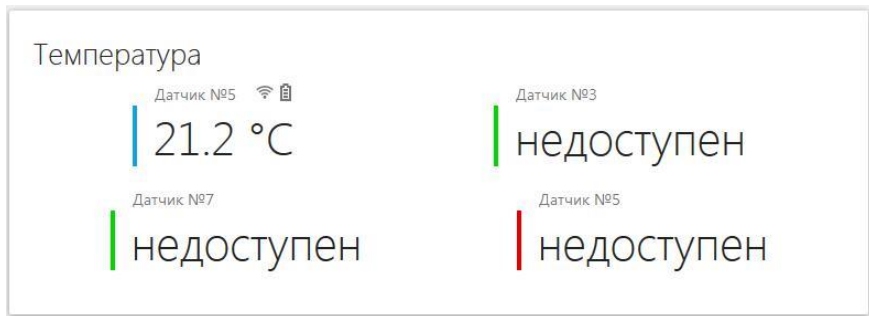 Температура
Датчик №5
21.2 °C
Датчик №3
недоступен
Датчик №7
недоступен
Датчик №5
недоступен